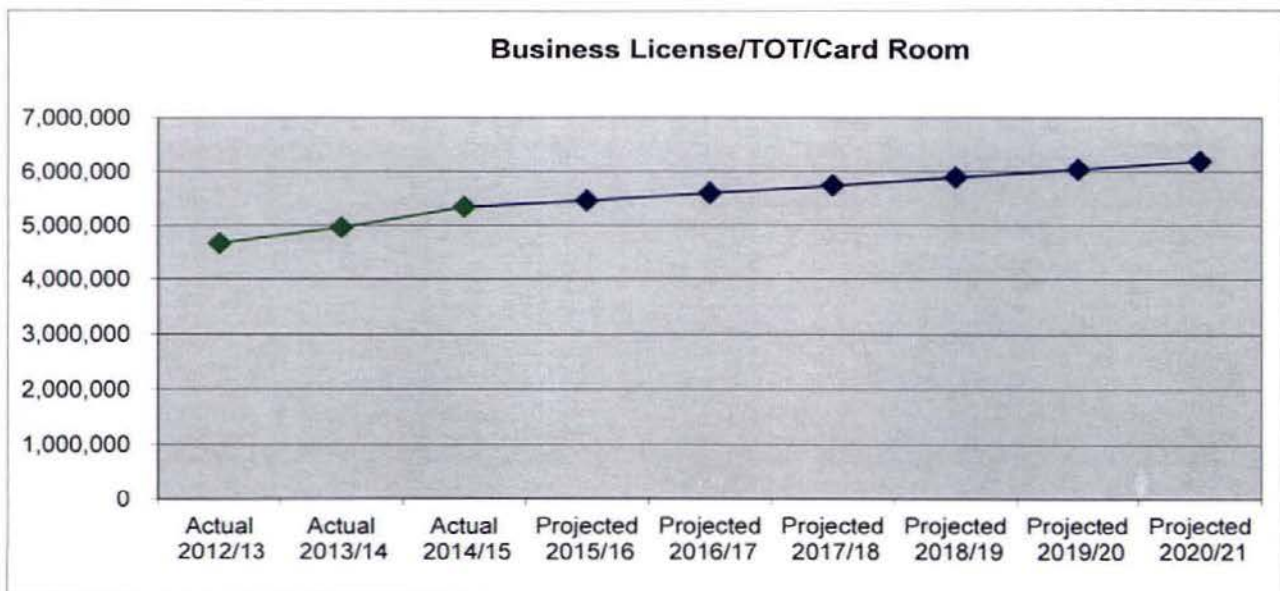 Business License/TOT/Card Room
7,000,000
6,000,000
5,000,000
4,000,000
3,000,000
2,000,000
1,000,000
0
Actual Actual Actual Projected Projected Projected Projected Projected Projected
2012/13 2013/14 2014/15 2015/16 2016/17 2017/18 2018/19 2019/20 2020/21